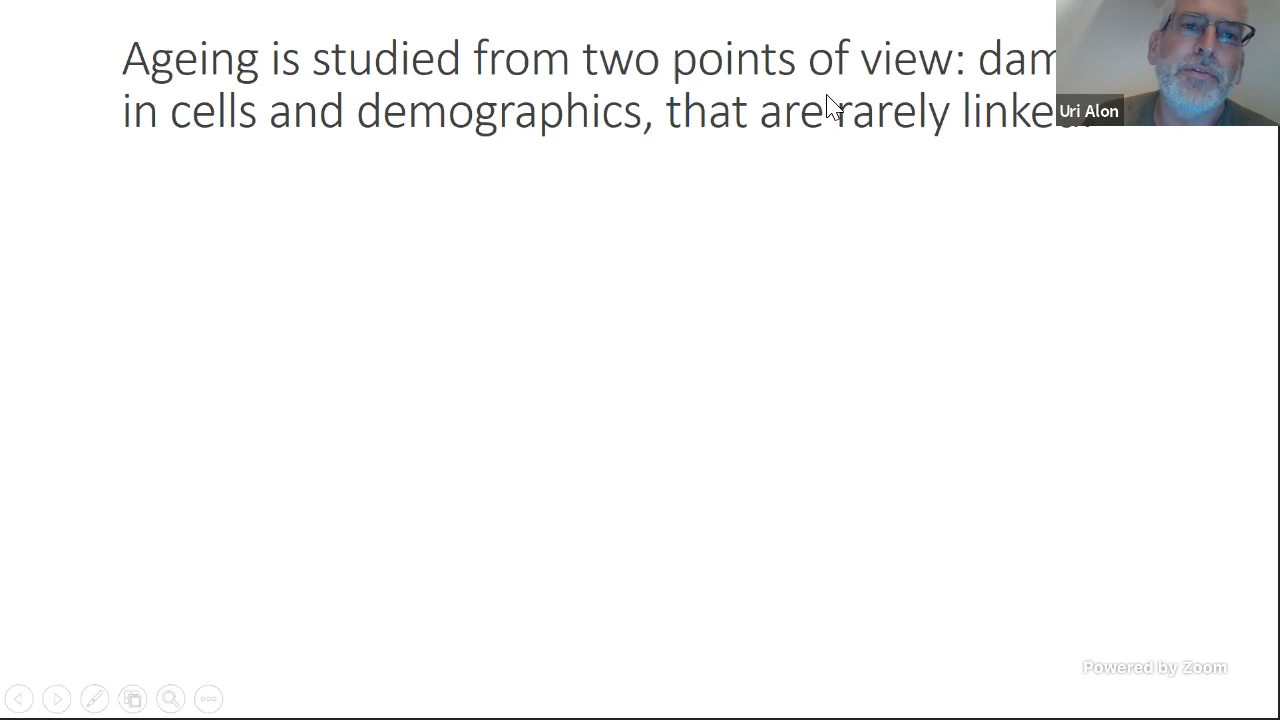 Ageing is studied from two points of view: dam
in cells and demographics, that are rarely linked.
Uri Alon
Powered by Zoom